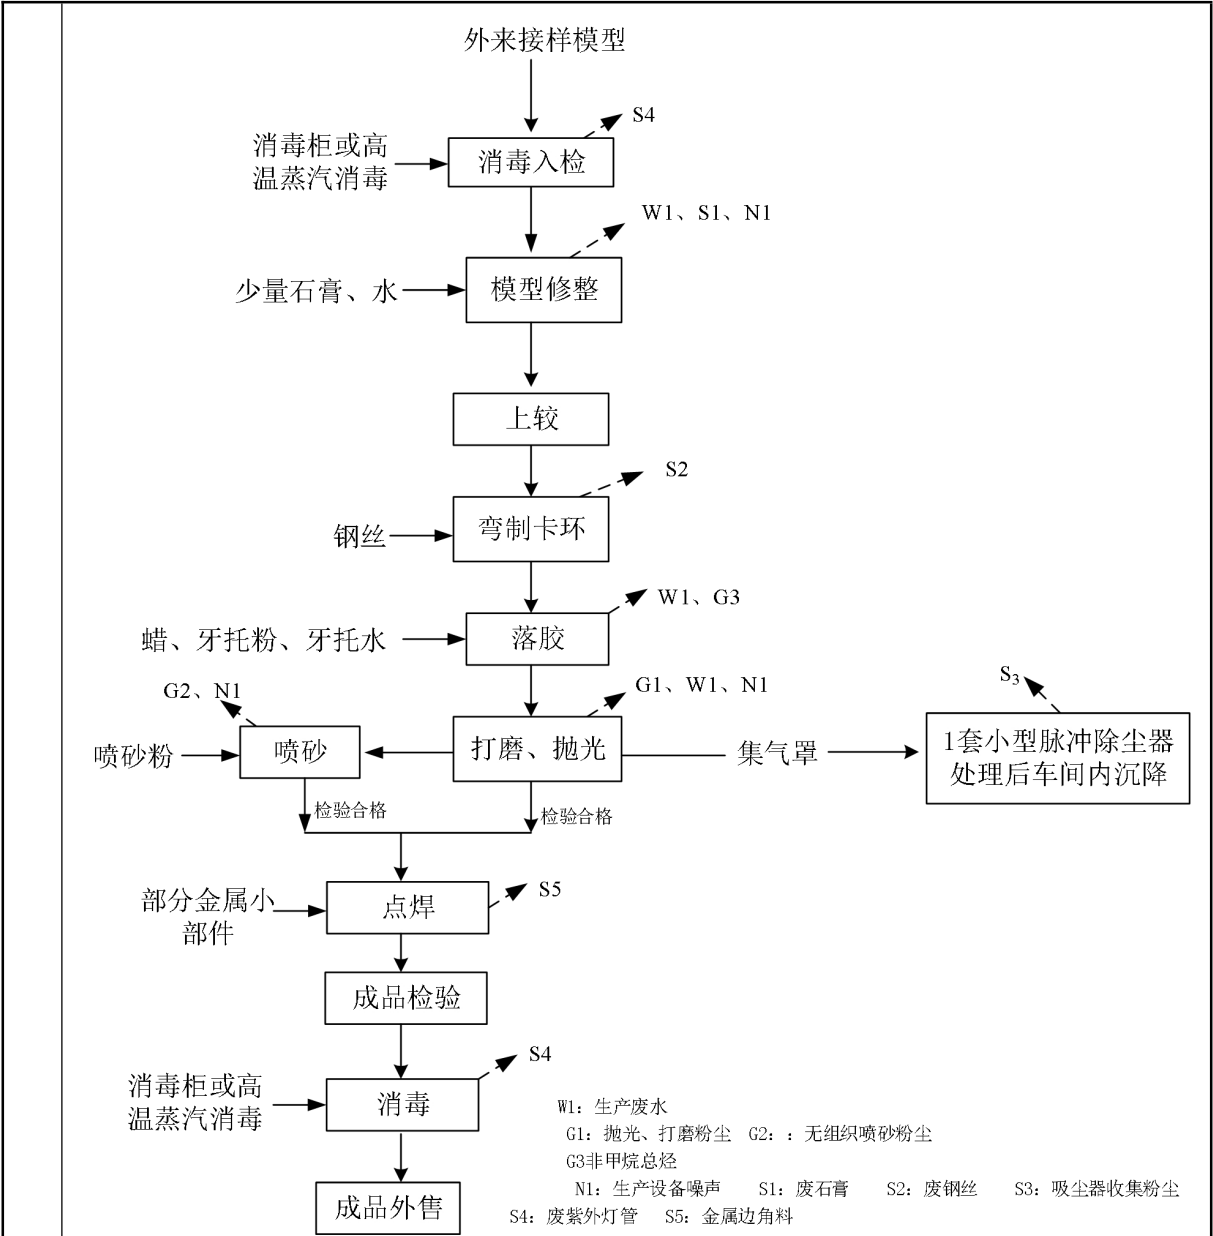 外来接样模型
S4
消毒柜或高
温蒸汽消毒
消毒入检
W1、S1、N1
少量石膏、水
模型修整
上较
S2
钢丝
弯制卡环
W1、G3
蜡、牙托粉、牙托水
落胶
G2、N1
G1、W1、N1
S3
喷砂粉
喷砂
打磨、抛光
集气罩
1套小型脉冲除尘器
处理后车间内沉降
检验合格
检验合格
部分金属小
部件
点焊
S5
成品检验
S4
消毒柜或高
温蒸汽消毒
消毒
W1：生产废水
G1：抛光、打磨粉尘 G2：：无组织喷砂粉尘
G3非甲烷总烃
N1：生产设备噪声 S1：废石膏 S2：废钢丝 S3：吸尘器收集粉尘
S4：废紫外灯管 S5：金属边角料
成品外售